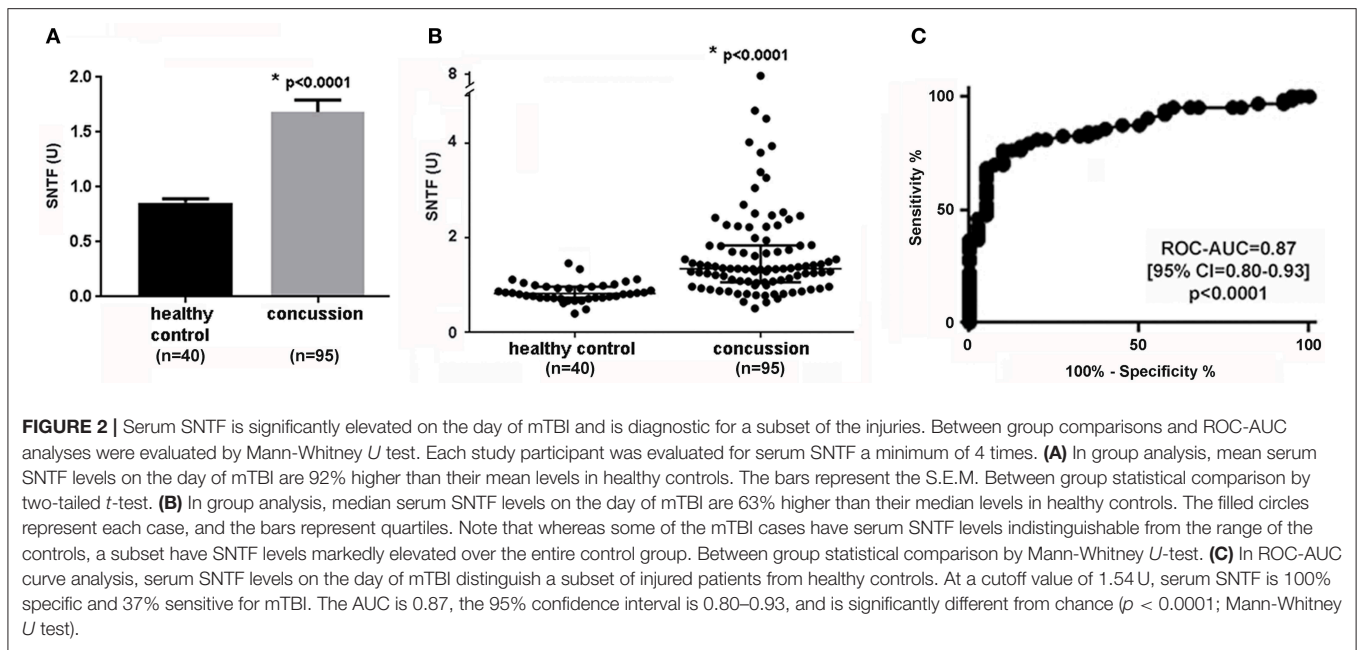 A
B
C
* p<0.0001
2.0
1.5
1.0
0.5
0.0
SNTF (U)
healthy
control
(n=40)
concussion
(n=95)
* p<0.0001
8
4
2
0
SNTF (U)
healthy control
(n=40)
concussion
(n=95)
100
50
0
Sensitivity %
ROC-AUC=0.87
[95% CI=0.80-0.93]
p<0.0001
0
50
100
100% - Specificity %
FIGURE 2 | Serum SNTF is significantly elevated on the day of mTBI and is diagnostic for a subset of the injuries. Between group comparisons and ROC-AUC
analyses were evaluated by Mann-Whitney U test. Each study participant was evaluated for serum SNTF a minimum of 4 times. (A) In group analysis, mean serum
SNTF levels on the day of mTBI are 92% higher than their mean levels in healthy controls. The bars represent the S.E.M. Between group statistical comparison by
two-tailed t-test. (B) In group analysis, median serum SNTF levels on the day of mTBI are 63% higher than their median levels in healthy controls. The filled circles
represent each case, and the bars represent quartiles. Note that whereas some of the mTBI cases have serum SNTF levels indistinguishable from the range of the
controls, a subset have SNTF levels markedly elevated over the entire control group. Between group statistical comparison by Mann-Whitney U-test. (C) In ROC-AUC
curve analysis, serum SNTF levels on the day of mTBI distinguish a subset of injured patients from healthy controls. At a cutoff value of 1.54 U, serum SNTF is 100%
specific and 37% sensitive for mTBI. The AUC is 0.87, the 95% confidence interval is 0.80–0.93, and is significantly different from chance (p < 0.0001; Mann-Whitney
U test).